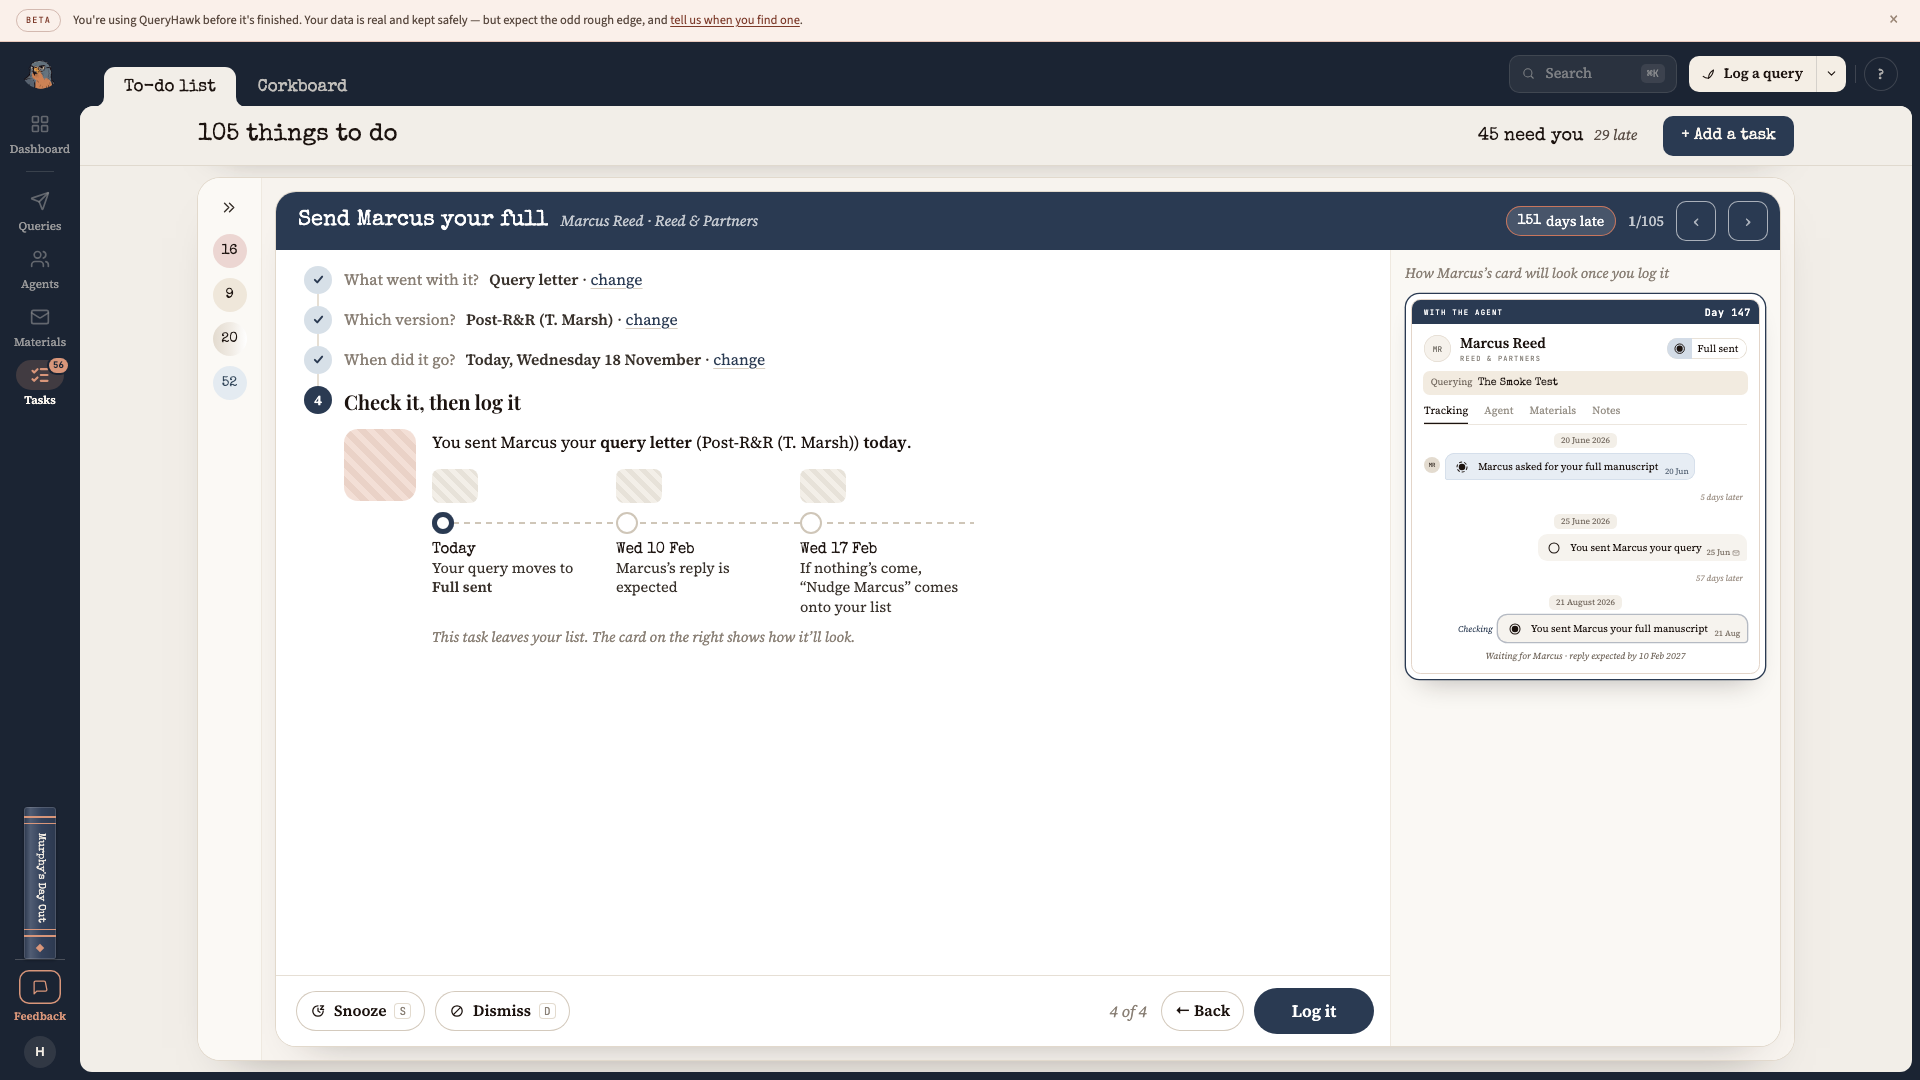 BETA
You're using QueryHawk before it's finished. Your data is real and kept safely — but expect the odd rough edge, and tell us when you find one.
×
To-do list
Corkboard
Search
⌘K
Log a query
?
Dashboard
Queries
Agents
Materials
56
Tasks
Murphy's Day Out
Feedback
H
105 things to do
45 need you
29 late
+ Add a task
16
9
20
52
Send Marcus your full
Marcus Reed · Reed & Partners
151 days late
1/105
What went with it? Query letter · change
Which version? Post-R&R (T. Marsh) · change
When did it go? Today, Wednesday 18 November · change
4
Check it, then log it
You sent Marcus your query letter (Post-R&R (T. Marsh)) today.
Today
Your query moves to
Full sent
Wed 10 Feb
Marcus's reply is
expected
Wed 17 Feb
If nothing's come,
“Nudge Marcus” comes
onto your list
This task leaves your list. The card on the right shows how it'll look.
Snooze S
Dismiss D
4 of 4
← Back
Log it
How Marcus's card will look once you log it
WITH THE AGENT
Day 147
MR
Marcus Reed
REED & PARTNERS
Full sent
Querying The Smoke Test
Tracking
Agent
Materials
Notes
20 June 2026
MR
Marcus asked for your full manuscript 20 Jun
5 days later
25 June 2026
You sent Marcus your query 25 Jun
57 days later
21 August 2026
Checking
You sent Marcus your full manuscript 21 Aug
Waiting for Marcus · reply expected by 10 Feb 2027